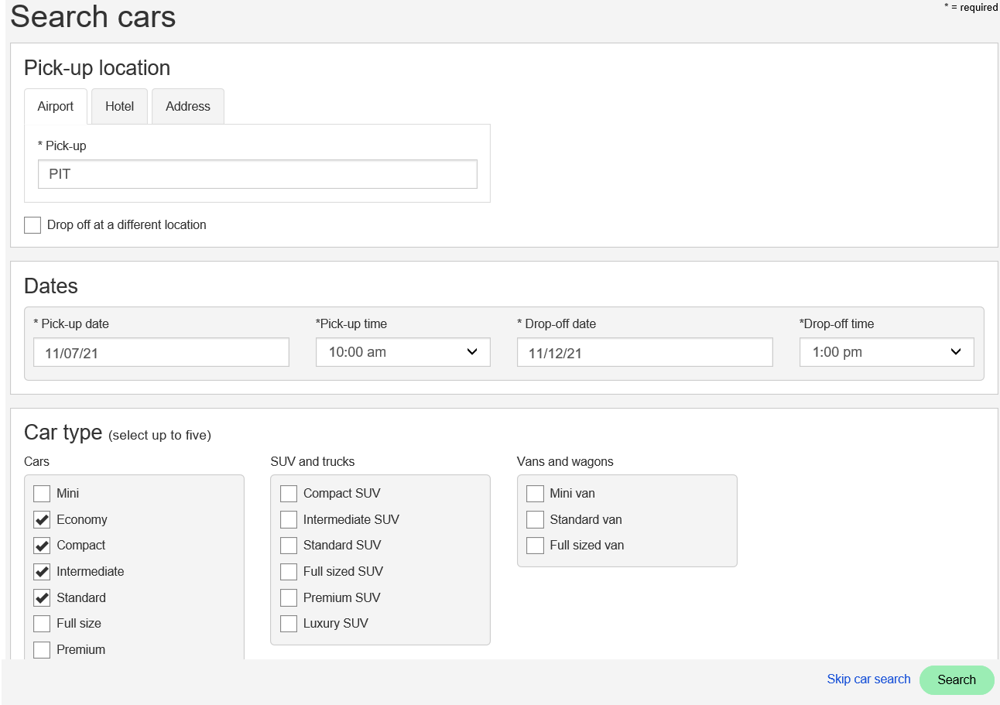 Search cars
* = required
Pick-up location
Airport Hotel Address
* Pick-up
PIT
Drop off at a different location
Dates
* Pick-up date *Pick-up time * Drop-off date *Drop-off time
11/07/21 10:00 am 11/12/21 1:00 pm
Car type (select up to five)
Cars
Mini
Economy
Compact
Intermediate
Standard
Full size
Premium
SUV and trucks
Compact SUV
Intermediate SUV
Standard SUV
Full sized SUV
Premium SUV
Luxury SUV
Vans and wagons
Mini van
Standard van
Full sized van
Skip car search Search